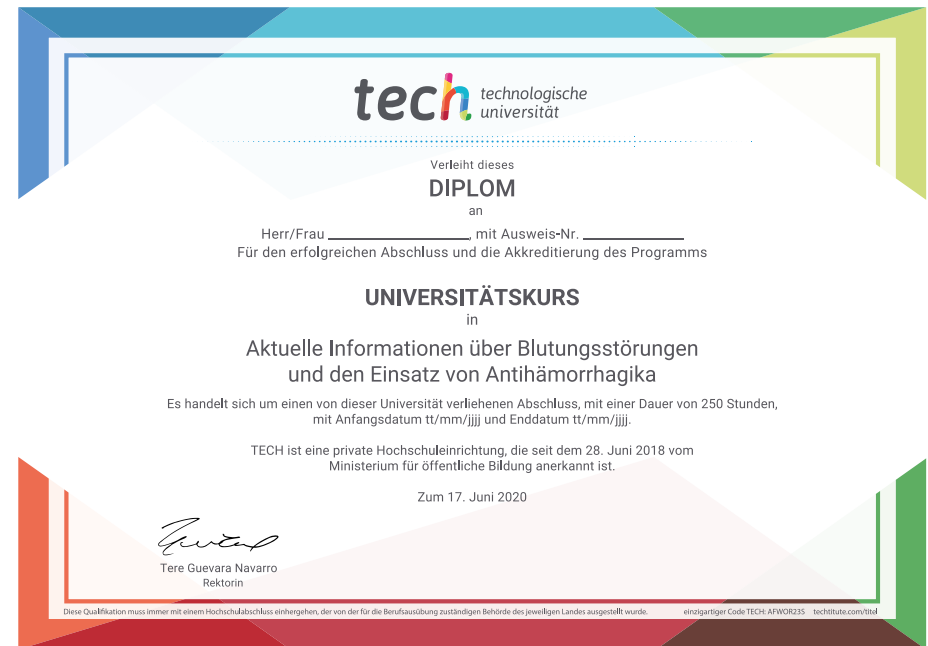 tech technologische
universität
Verleiht dieses
DIPLOM
an
Herr/Frau ____________________, mit Ausweis-Nr. ______________
Für den erfolgreichen Abschluss und die Akkreditierung des Programms
UNIVERSITÄTSKURS
in
Aktuelle Informationen über Blutungsstörungen
und den Einsatz von Antihämorrhagika
Es handelt sich um einen von dieser Universität verliehenen Abschluss, mit einer Dauer von 250 Stunden,
mit Anfangsdatum tt/mm/jjjj und Enddatum tt/mm/jjjj.
TECH ist eine private Hochschuleinrichtung, die seit dem 28. Juni 2018 vom
Ministerium für öffentliche Bildung anerkannt ist.
Zum 17. Juni 2020
Tere Guevara Navarro
Rektorin
Diese Qualifikation muss immer mit einem Hochschulabschluss einhergehen, der von der für die Berufsausübung zuständigen Behörde des jeweiligen Landes ausgestellt wurde. einzigartiger Code TECH: AFWOR23S techtitute.com/titel